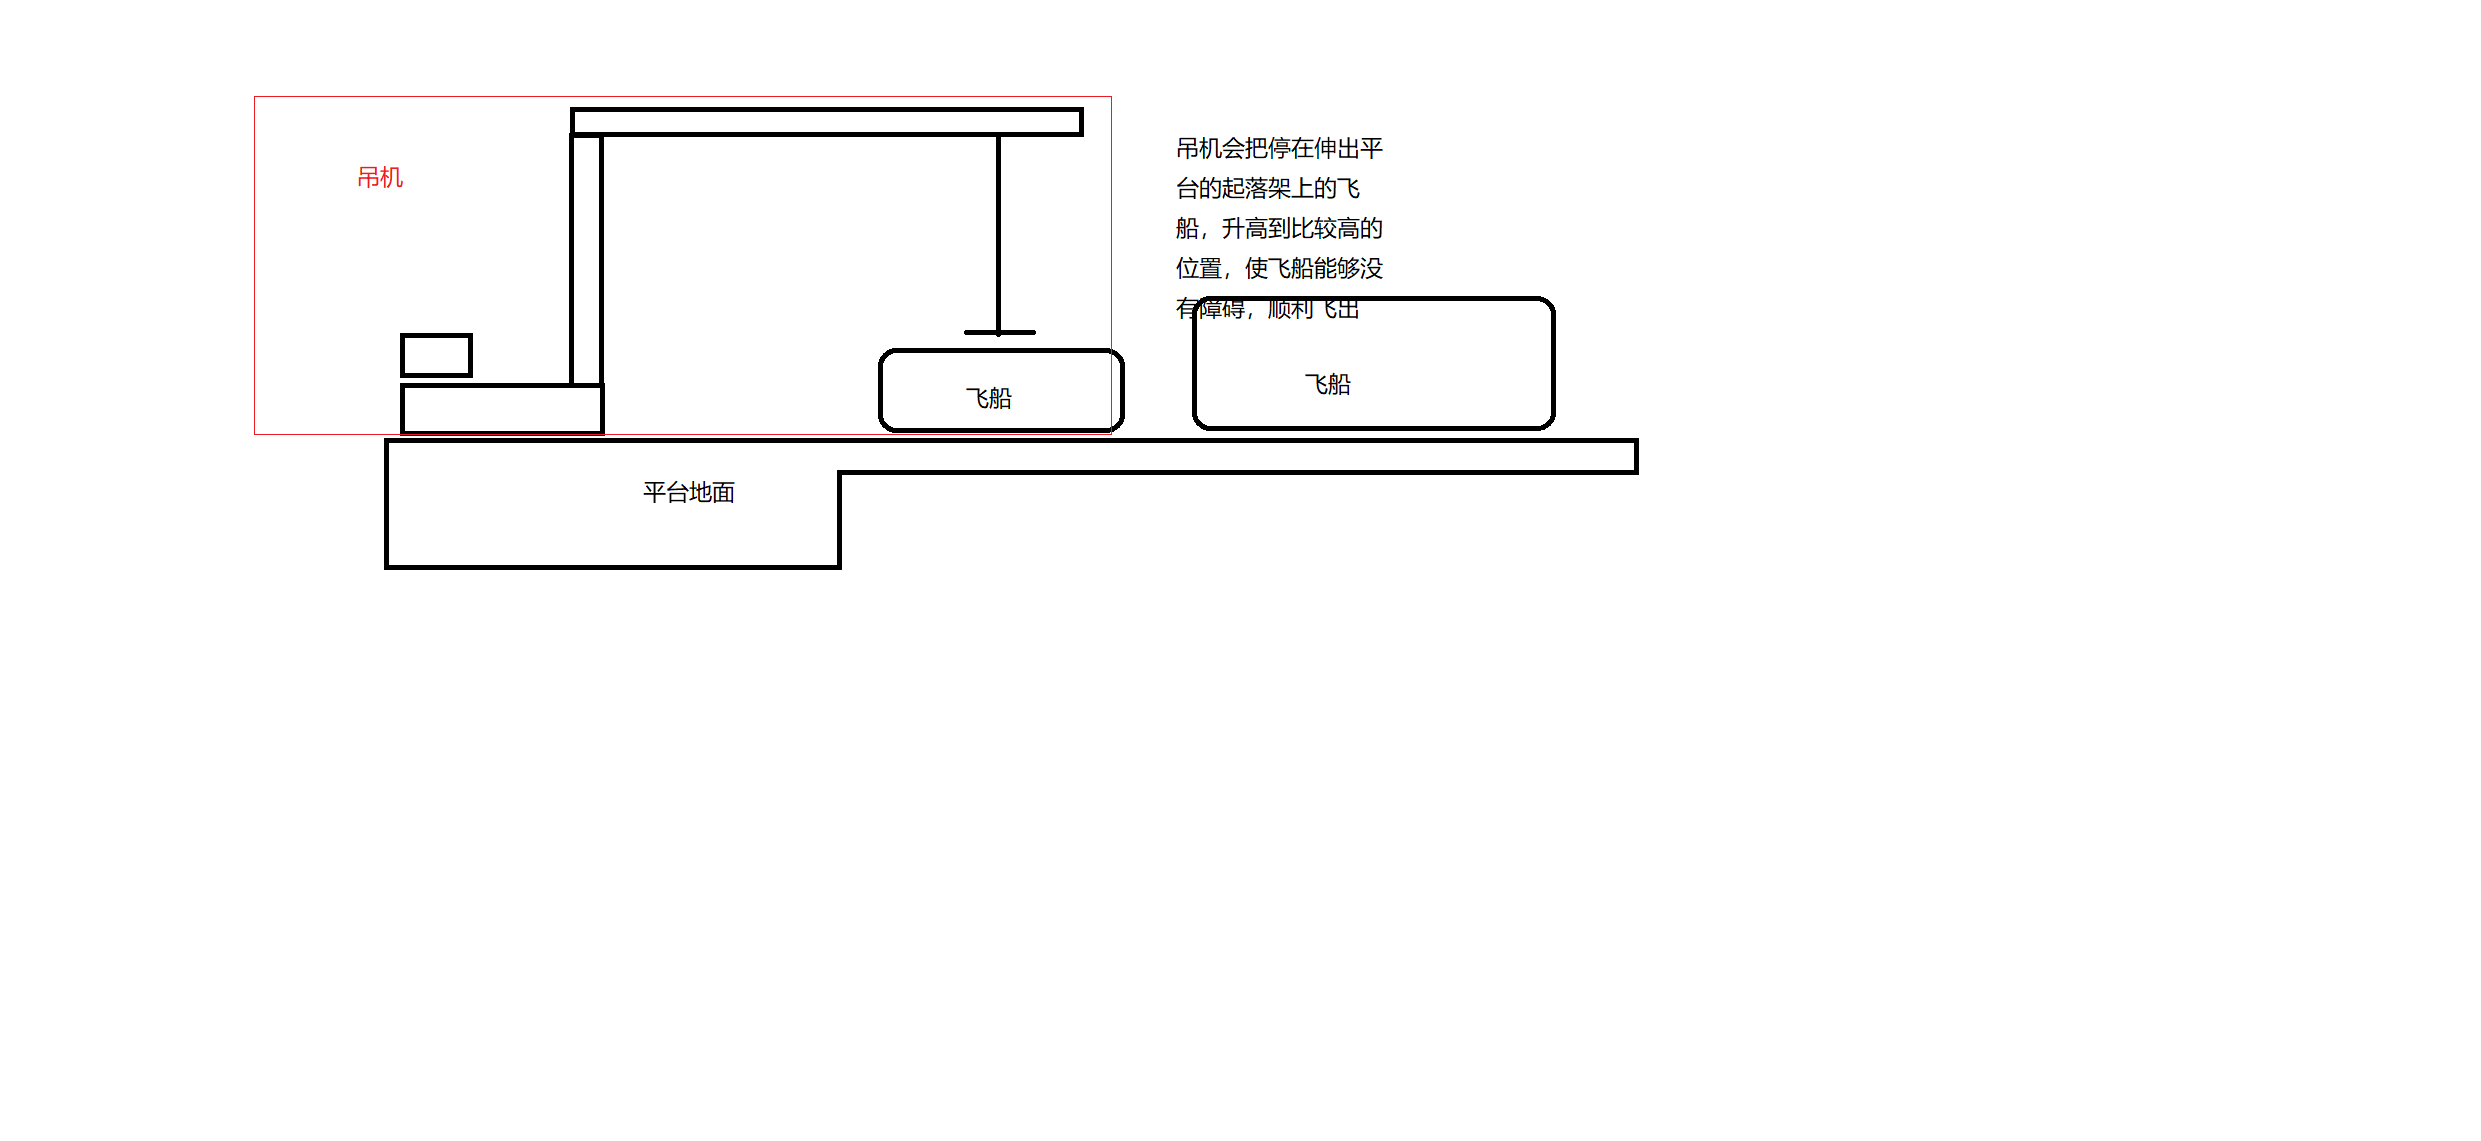 吊机
吊机会把停在伸出平
台的起落架上的飞
船，升高到比较高的
位置，使飞船能够没
有障碍，顺利飞出
飞船
飞船
平台地面